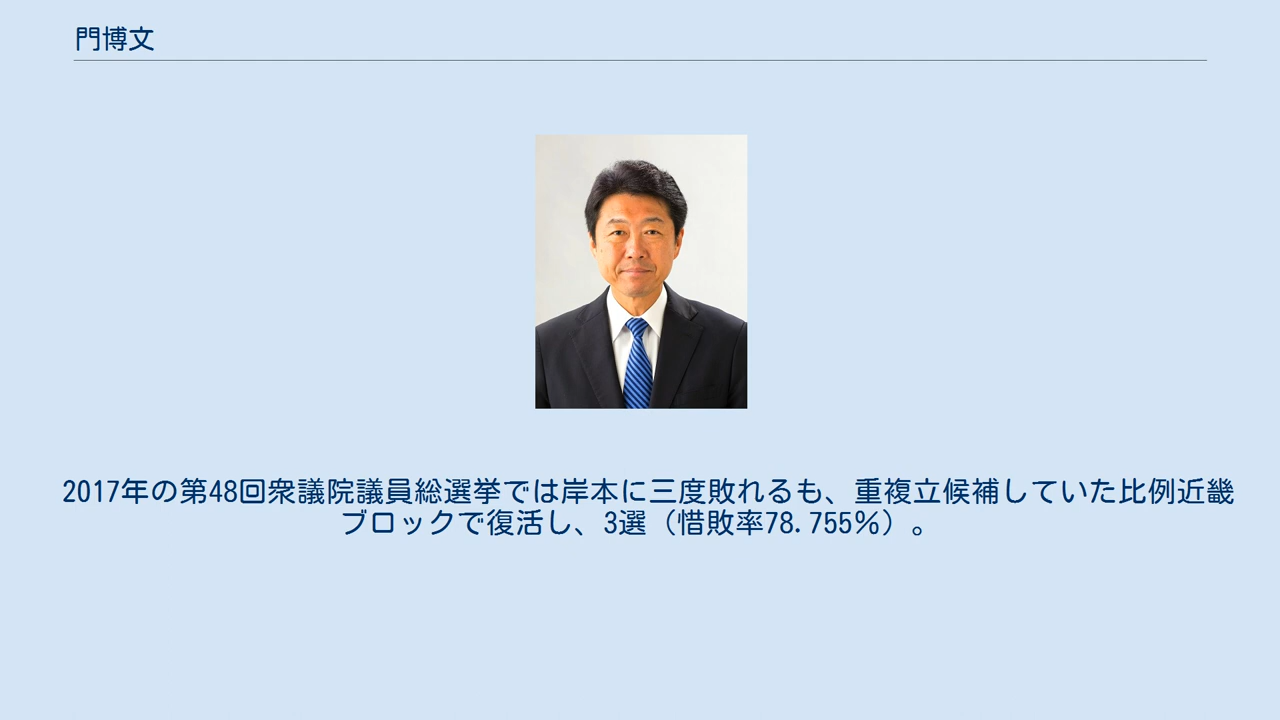 門博文
2017年の第48回衆議院議員総選挙では岸本に三度敗れるも、重複立候補していた比例近畿
ブロックで復活し、3選（惜敗率78.755％）。